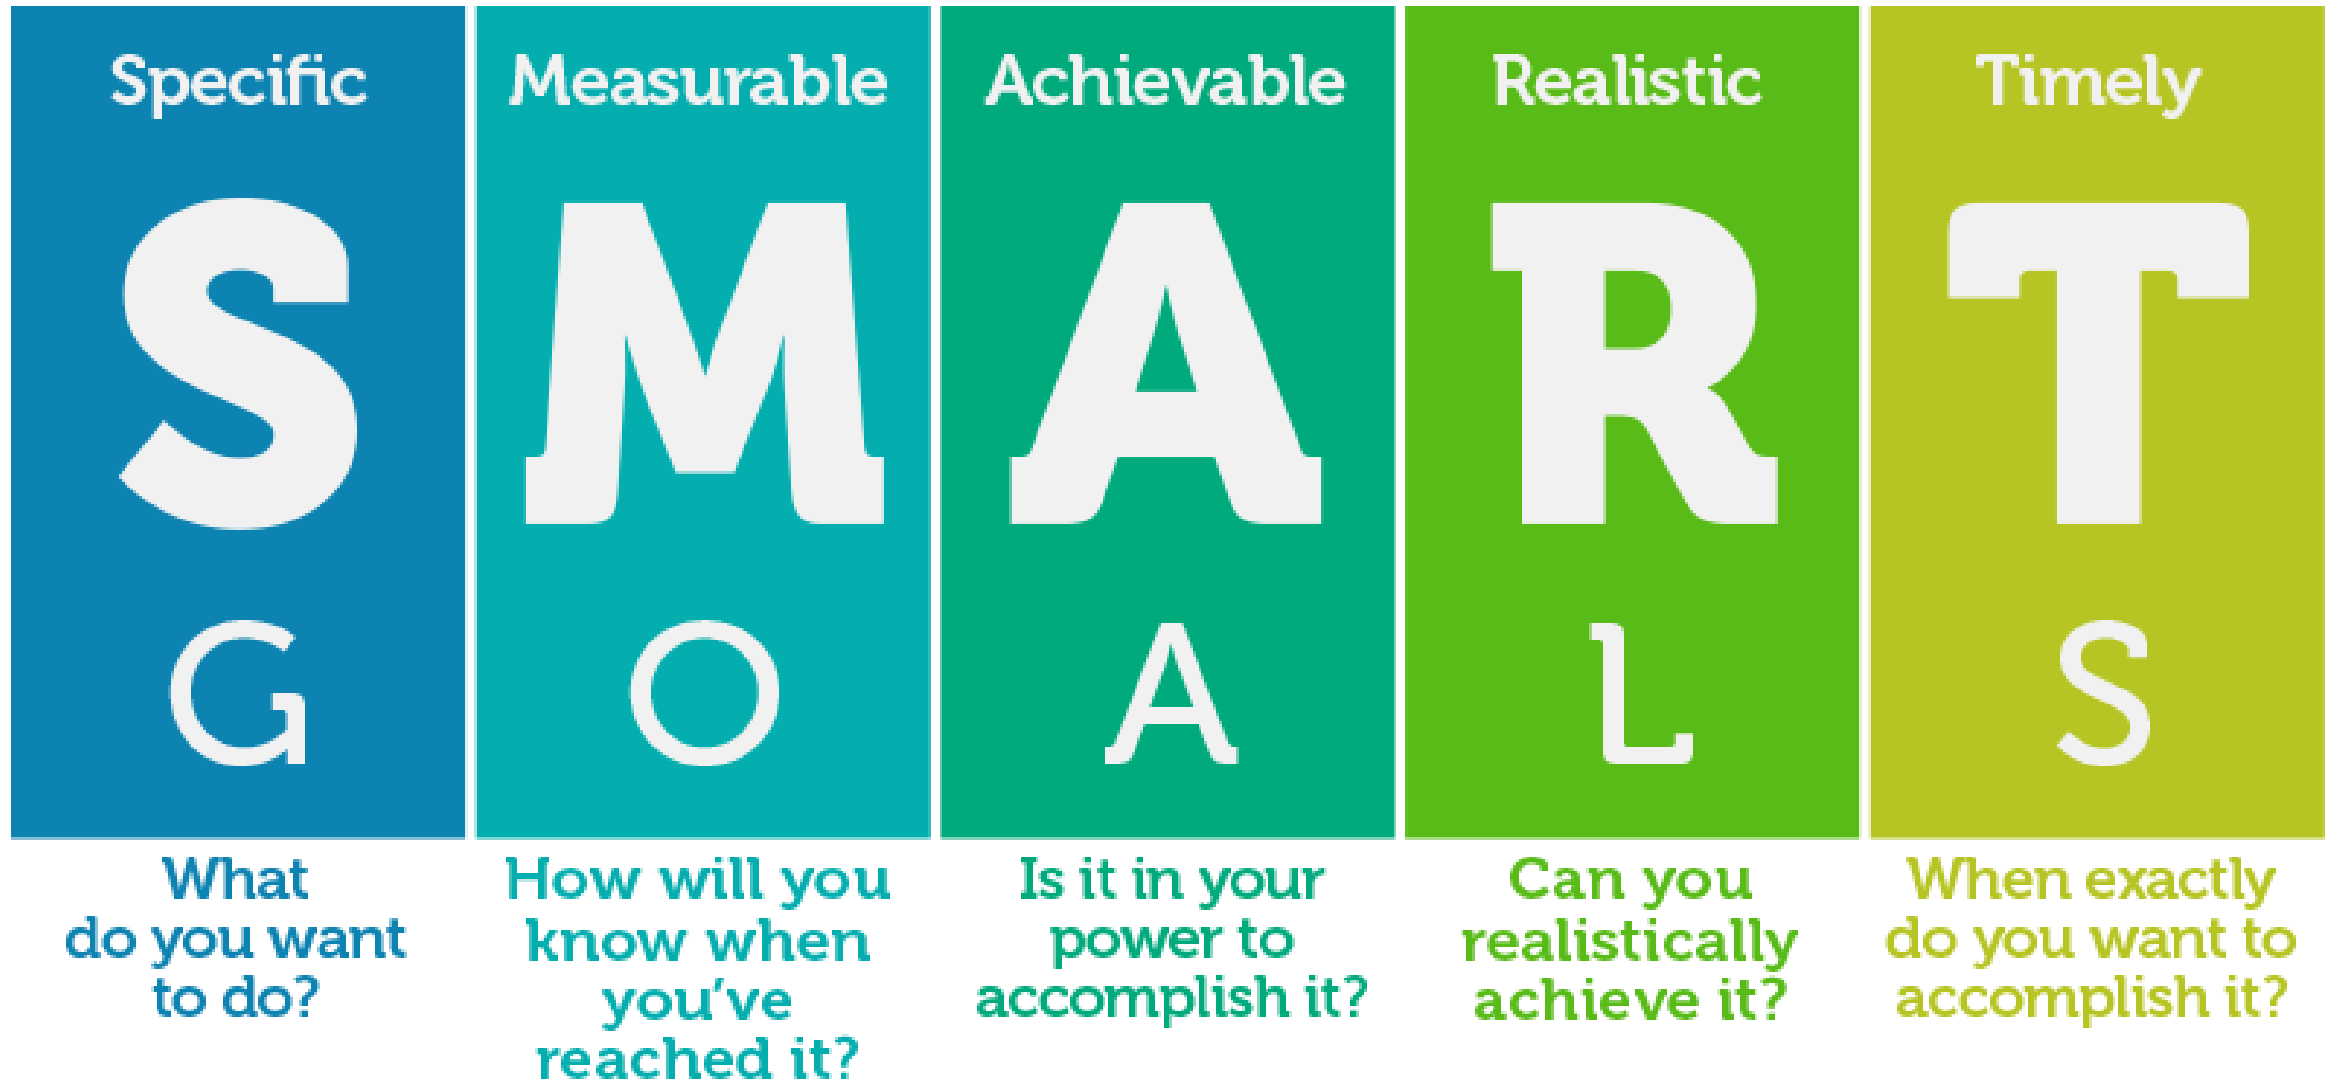 Specific Measurable Achievable Realistic Timely
S M A R T
G O A L S
What
do you want
to do?
How will you
know when
you've
reached it?
Is it in your
power to
accomplish it?
Can you
realistically
achieve it?
When exactly
do you want to
accomplish it?